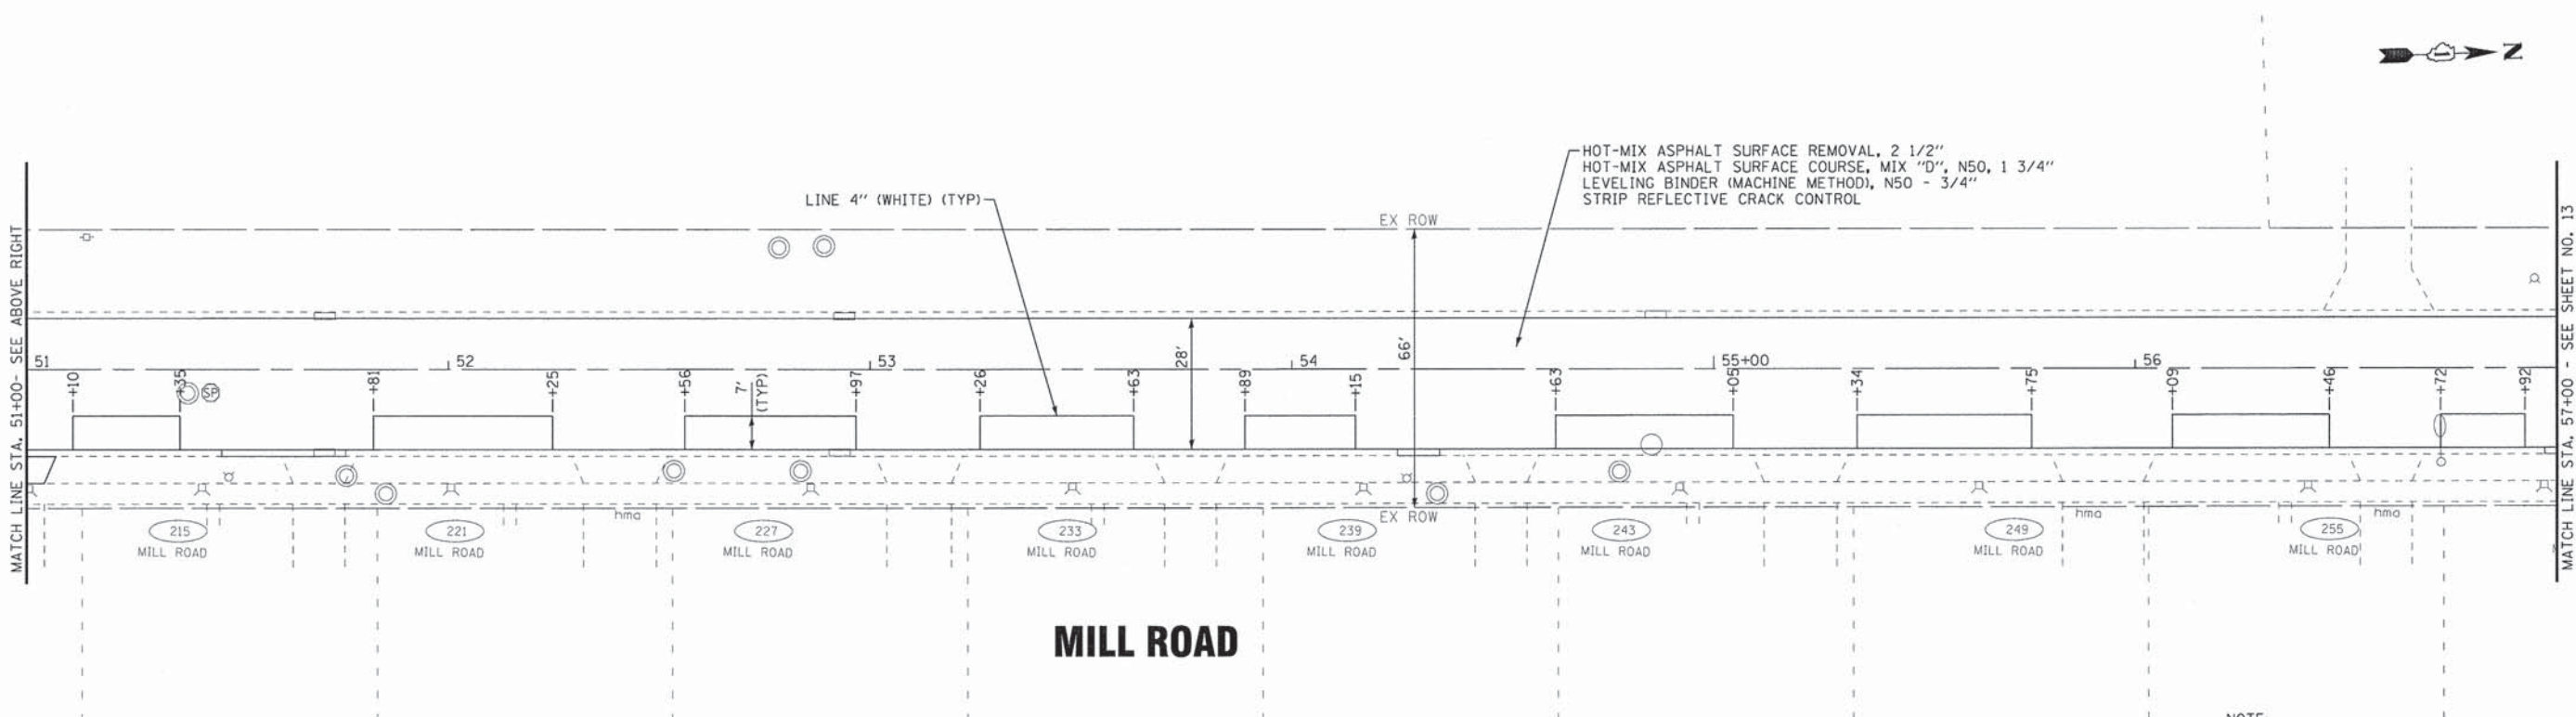 N
HOT-MIX ASPHALT SURFACE REMOVAL, 2 1/2"
HOT-MIX ASPHALT SURFACE COURSE, MIX "D", N50, 1 3/4"
LEVELING BINDER (MACHINE METHOD), N50 - 3/4"
STRIP REFLECTIVE CRACK CONTROL
LINE 4" (WHITE) (TYP)
EX ROW
MATCH LINE STA. 51+00- SEE ABOVE RIGHT
MATCH LINE STA. 57+00 - SEE SHEET NO. 13
51
52
53
54
55+00
56
28'
66'
7'
(TYP)
+10
+35
SP
+81
+25
+56
+97
+26
+63
+89
+15
+63
+05
+34
+75
+09
+46
+72
+92
hma
EX ROW
hma
hma
215
MILL ROAD
221
MILL ROAD
227
MILL ROAD
233
MILL ROAD
239
MILL ROAD
243
MILL ROAD
249
MILL ROAD
255
MILL ROAD
MILL ROAD